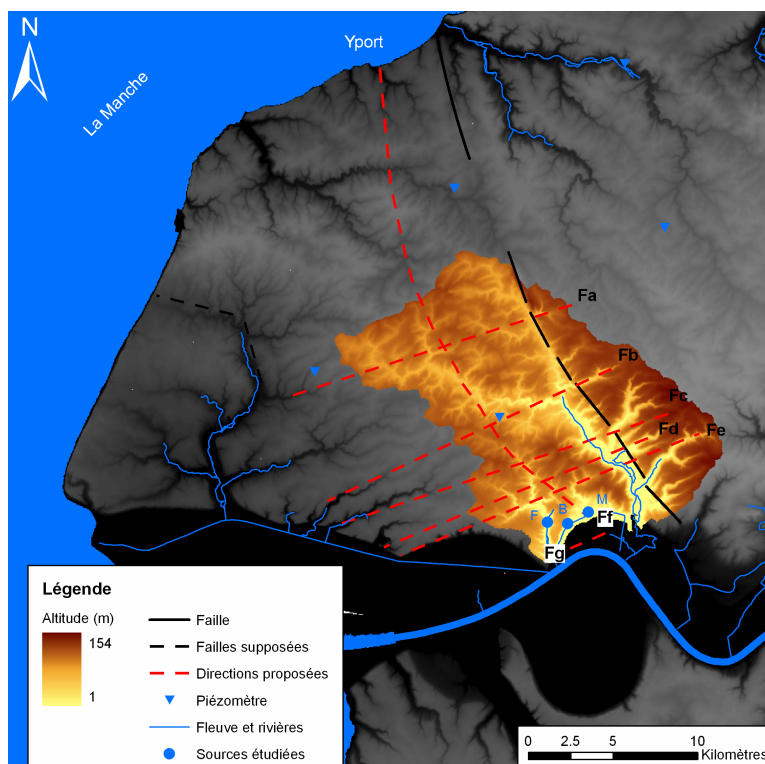 N
Yport
La Manche
Fa
Fb
Fc
Fd
Fe
F
B
M
Ff
Fg
Légende
Altitude (m)
154
1
Faille
Failles supposées
Directions proposées
Piézomètre
Fleuve et rivières
Sources étudiées
0 2.5 5 10
Kilomètres